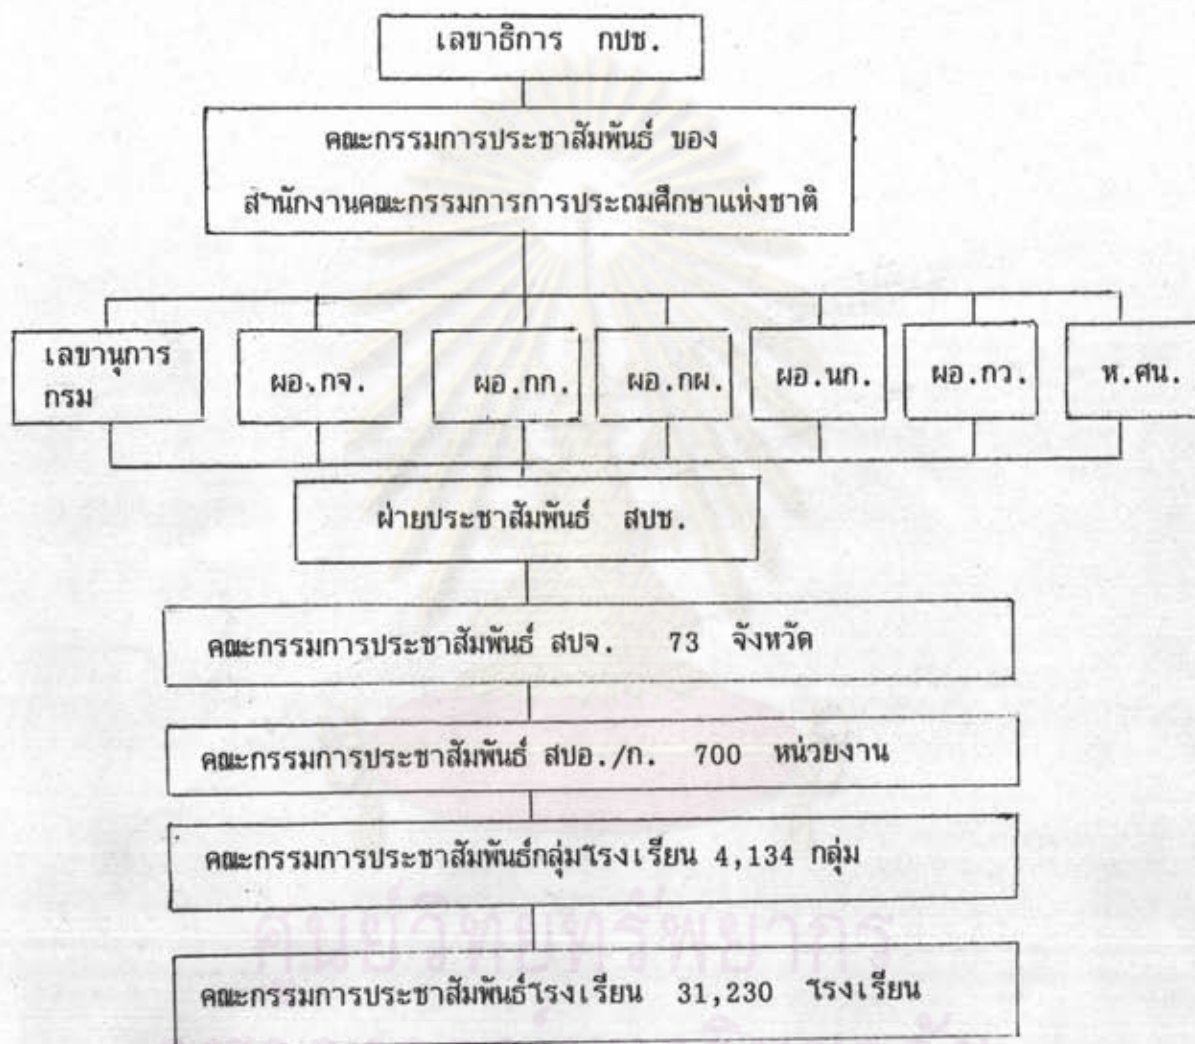 เลขาธิการ กปช.
คณะกรรมการประชาสัมพันธ์ ของ
สำนักงานคณะกรรมการการประถมศึกษาแห่งชาติ
เลขานุการ
กรม
ผอ.กจ.
ผอ.กก.
ผอ.กผ.
ผอ.นก.
ผอ.กว.
ห.ศน.
ฝ่ายประชาสัมพันธ์ สปช.
คณะกรรมการประชาสัมพันธ์ สปจ. 73 จังหวัด
คณะกรรมการประชาสัมพันธ์ สปอ./ก. 700 หน่วยงาน
คณะกรรมการประชาสัมพันธ์กลุ่มโรงเรียน 4,134 กลุ่ม
ศูนย์วิทยทรัพยากร
คณะกรรมการประชาสัมพันธ์โรงเรียน 31,230 โรงเรียน